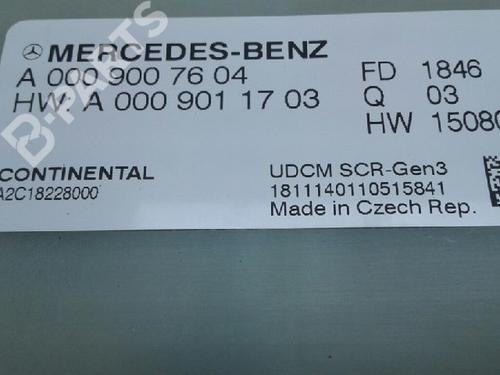 MERCEDES-BENZ
A 000 900 76 04 FD 1846
HW: A 000 901 17 03 Q 03
HW 15080
CONTINENTAL UDCM SCR-Gen3
A2C18228000 1811140110515841
Made in Czech Rep.
B-PARTS